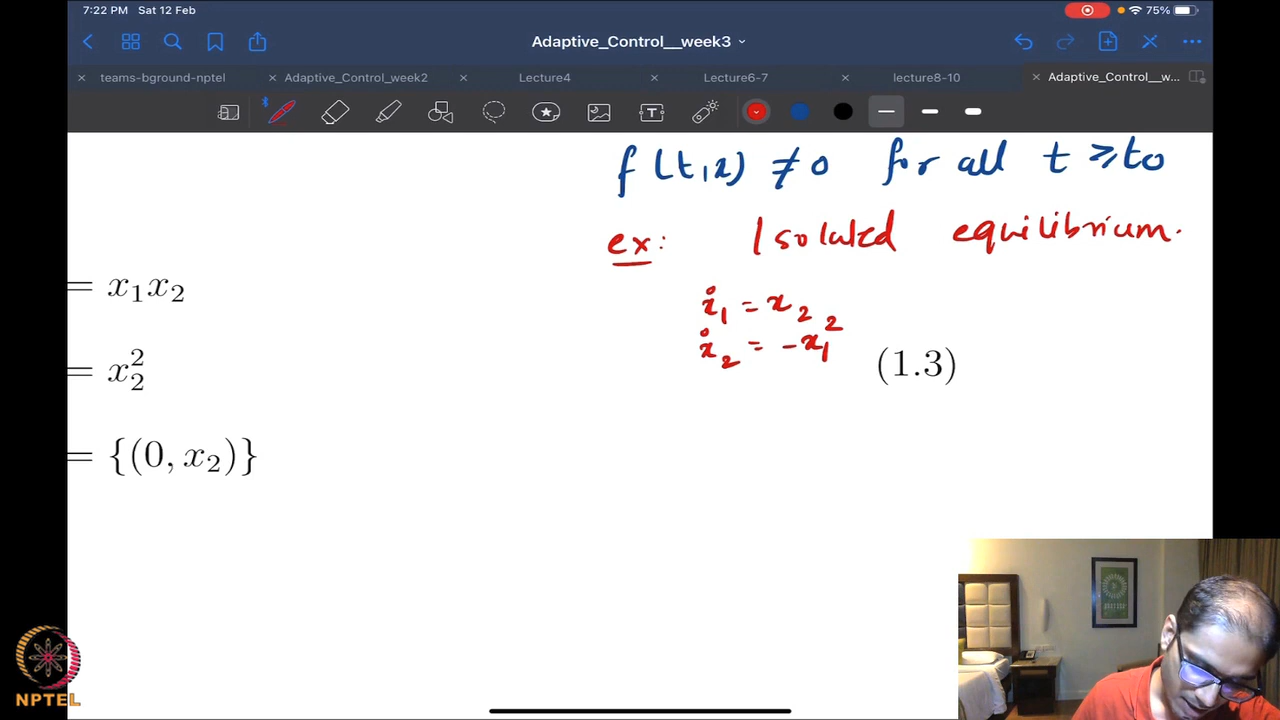 7:22 PM Sat 12 Feb
75%
Adaptive_Control__week3
teams-bground-nptel
Adaptive_Control_week2
Lecture4
Lecture6-7
lecture8-10
Adaptive_Control__w...
f(t,x) ≠ 0 for all t ≥ t0
ex: Isolated equilibrium.
= x₁x₂
ẋ₁ = x₂
ẋ₂ = -x₁²
= x₂²
(1.3)
= {(0, x₂)}
NPTEL